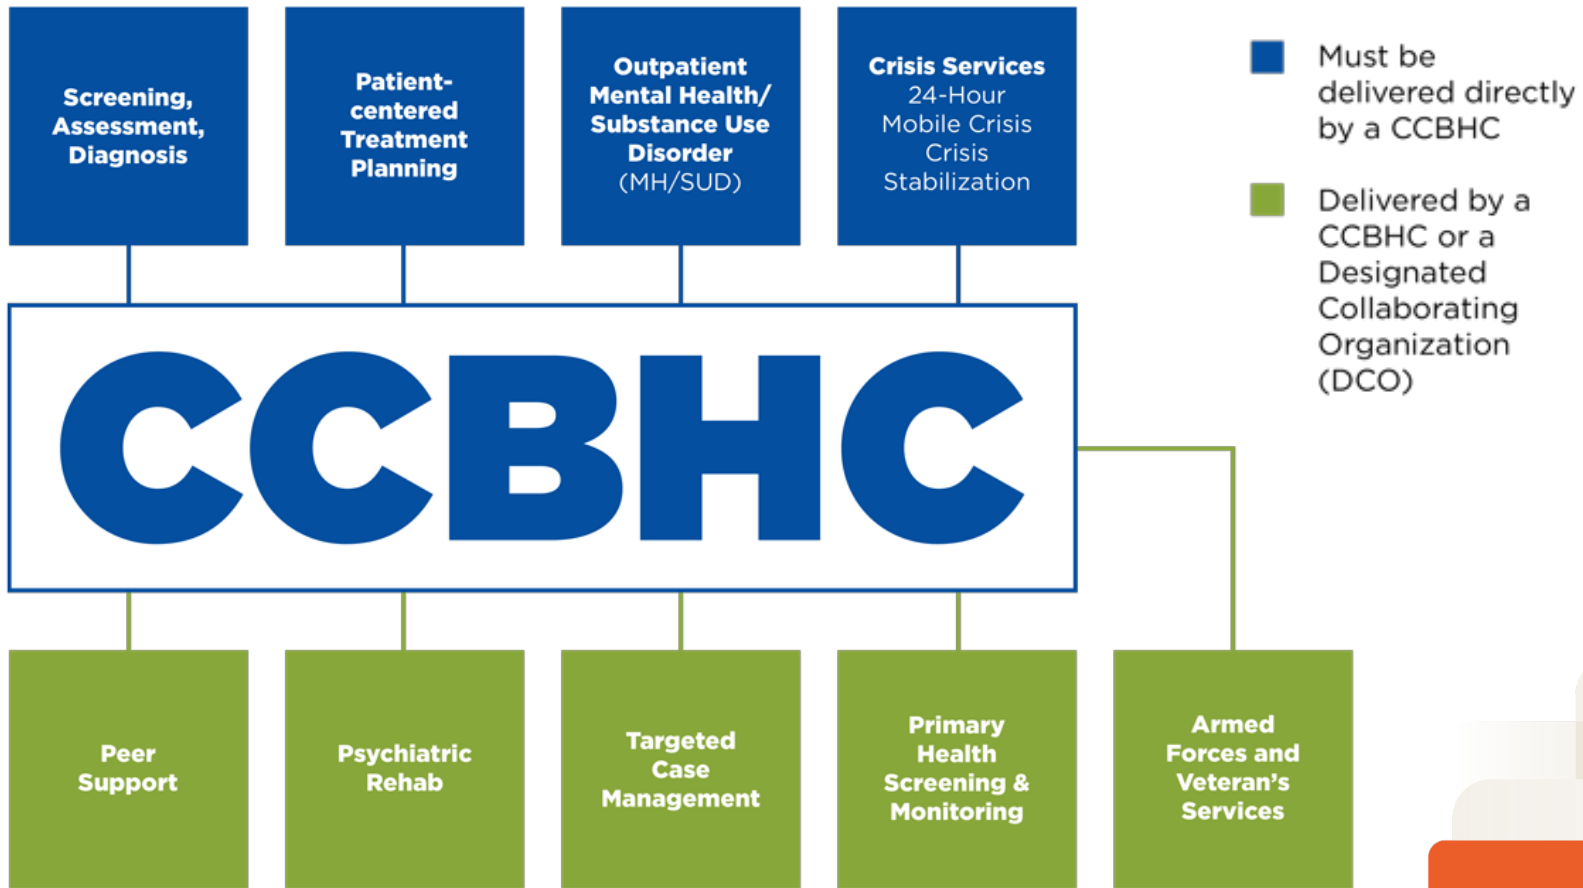 Screening,
Assessment,
Diagnosis
Patient-
centered
Treatment
Planning
Outpatient
Mental Health/
Substance Use
Disorder
(MH/SUD)
Crisis Services
24-Hour
Mobile Crisis
Crisis
Stabilization
Must be
delivered directly
by a CCBHC
Delivered by a
CCBHC or a
Designated
Collaborating
Organization
(DCO)
CCBHC
Peer
Support
Psychiatric
Rehab
Targeted
Case
Management
Primary
Health
Screening &
Monitoring
Armed
Forces and
Veteran's
Services